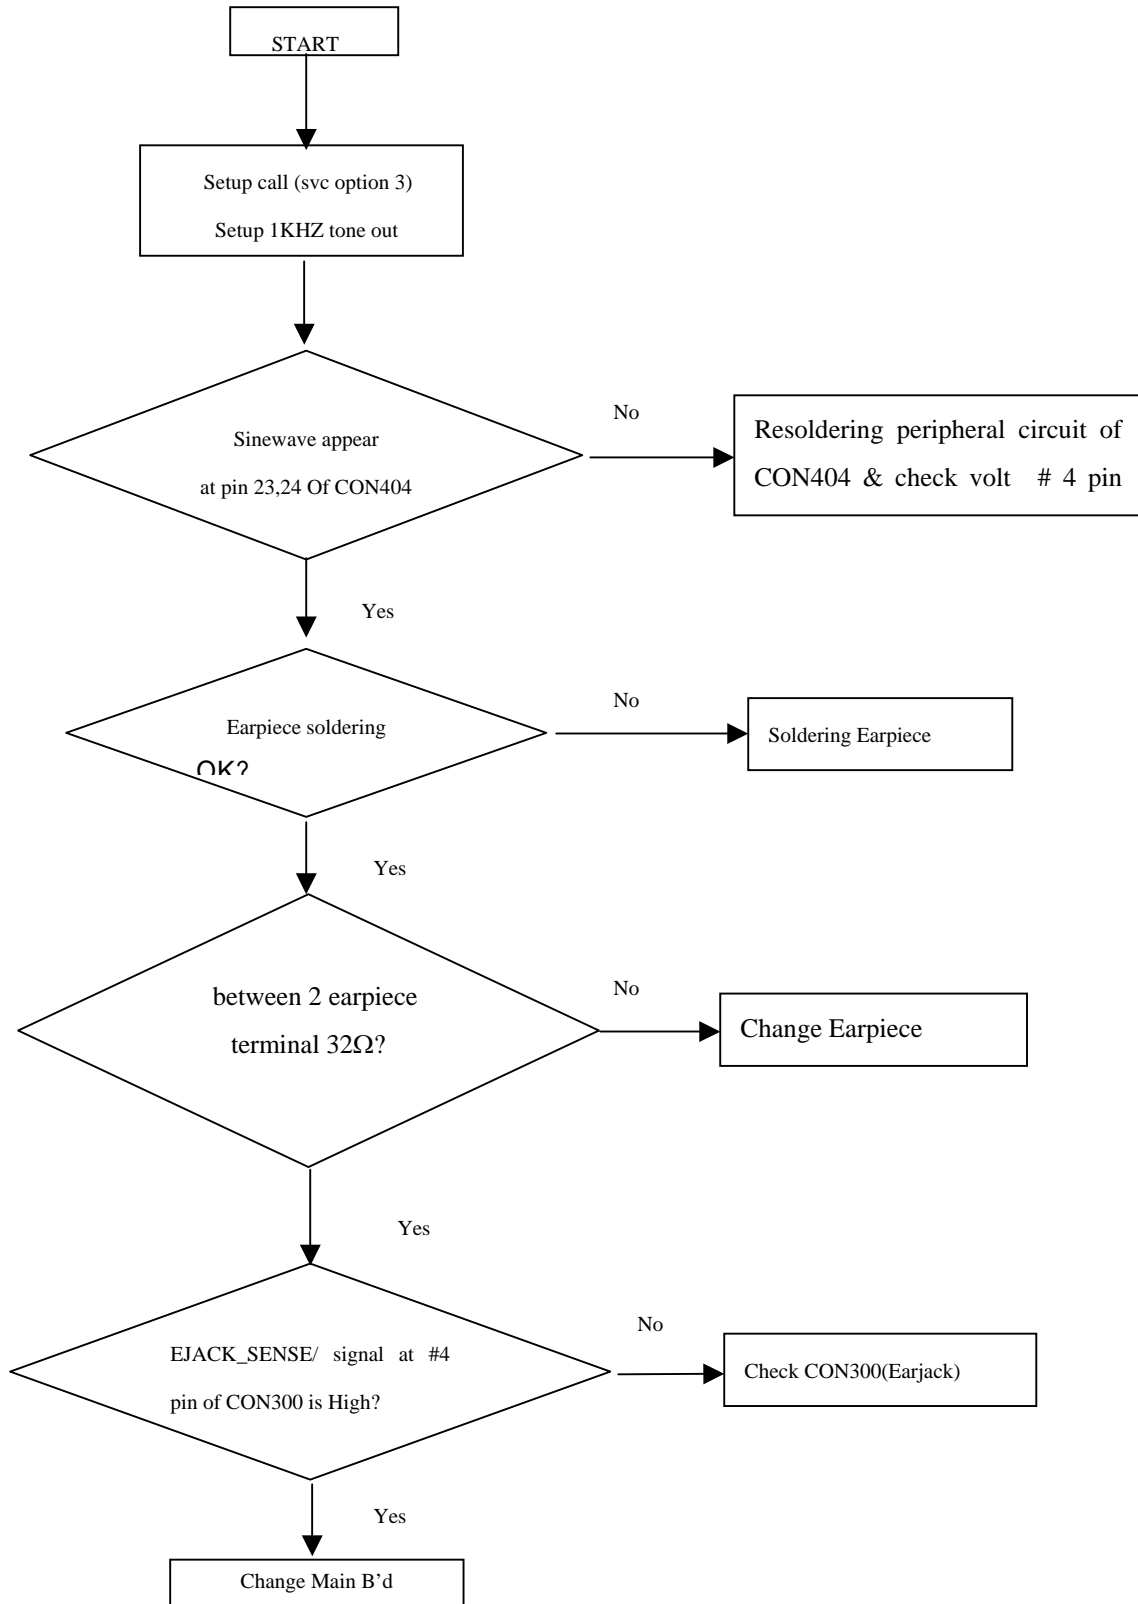 START
Setup call (svc option 3)
Setup 1KHZ tone out
Sinewave appear
at pin 23,24 Of CON404
No
Resoldering peripheral circuit of
CON404 & check volt # 4 pin
Yes
Earpiece soldering
OK?
No
Soldering Earpiece
Yes
between 2 earpiece
terminal 32Ω?
No
Change Earpiece
Yes
EJACK_SENSE/ signal at #4
pin of CON300 is High?
No
Check CON300(Earjack)
Yes
Change Main B’d